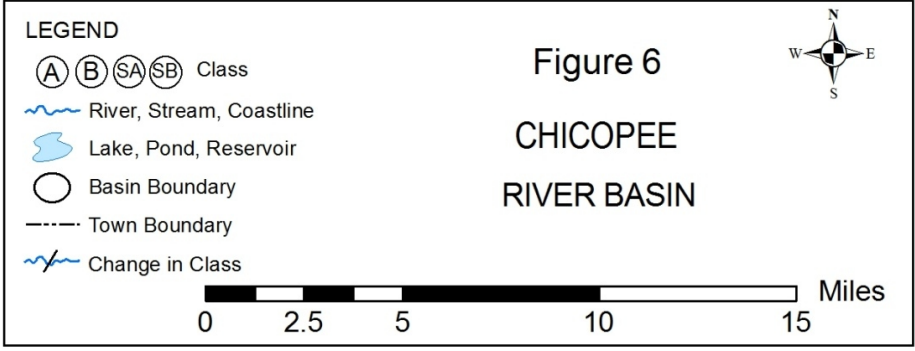 LEGEND
A B SA SB Class
River, Stream, Coastline
Lake, Pond, Reservoir
Basin Boundary
Town Boundary
Change in Class
Figure 6
CHICOPEE
RIVER BASIN
N
W E
S
Miles
0 2.5 5 10 15